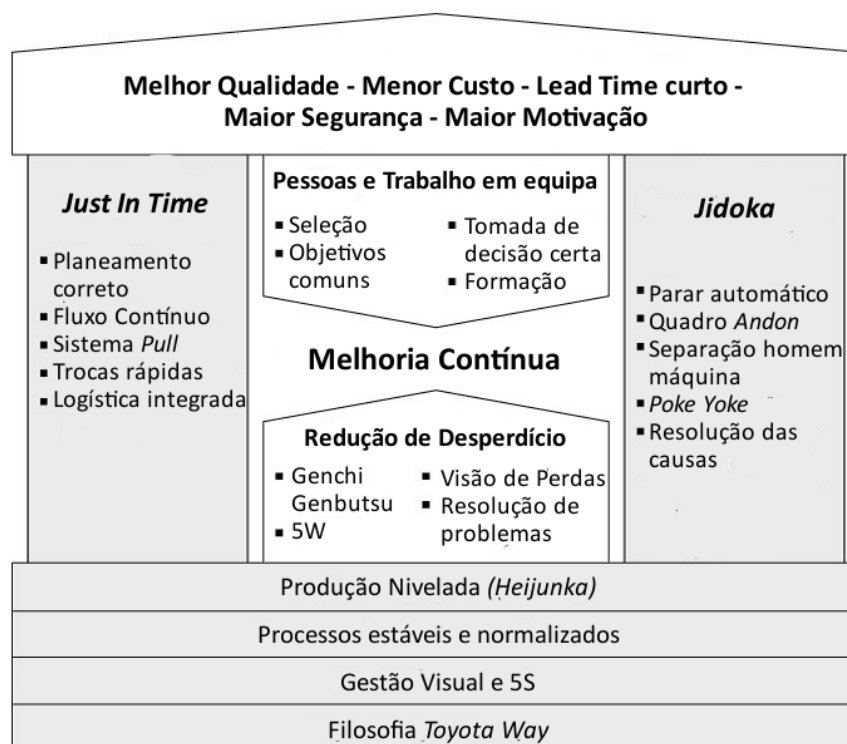 Melhor Qualidade - Menor Custo - Lead Time curto -
Maior Segurança - Maior Motivação
Just In Time
▪ Planeamento
correto
▪ Fluxo Contínuo
▪ Sistema Pull
▪ Trocas rápidas
▪ Logística integrada
Pessoas e Trabalho em equipa
▪ Seleção
▪ Objetivos
comuns
▪ Tomada de
decisão certa
▪ Formação
Melhoria Contínua
Redução de Desperdício
▪ Genchi
Genbutsu
▪ 5W
▪ Visão de Perdas
▪ Resolução de
problemas
Jidoka
▪ Parar automático
▪ Quadro Andon
▪ Separação homem
máquina
▪ Poke Yoke
▪ Resolução das
causas
Produção Nivelada (Heijunka)
Processos estáveis e normalizados
Gestão Visual e 5S
Filosofia Toyota Way